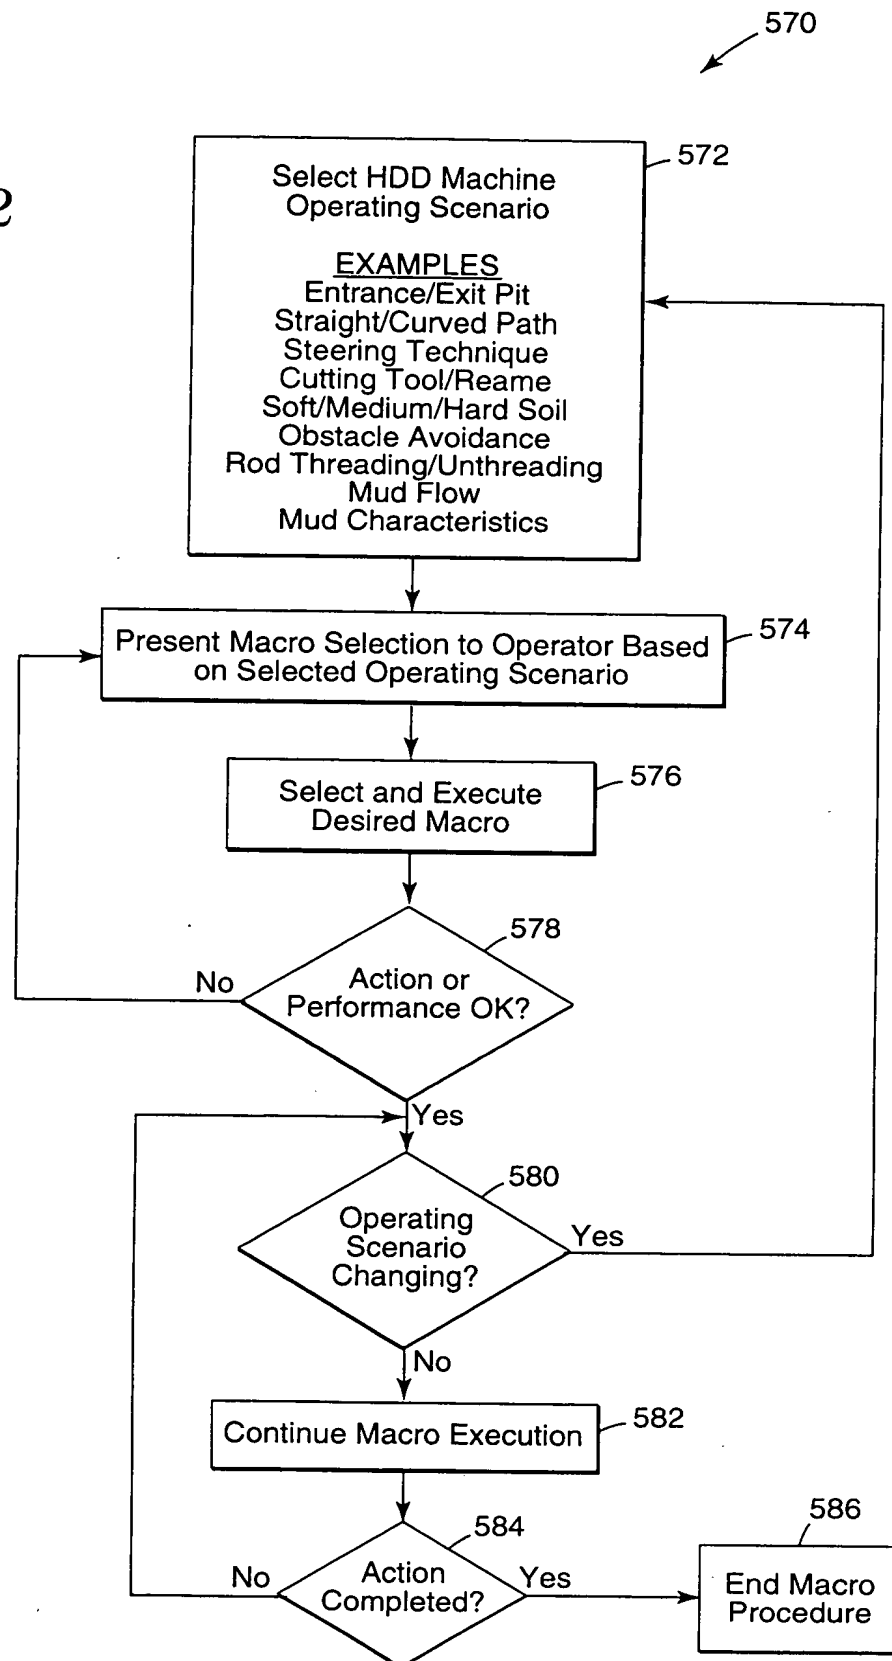 570
2
572
Select HDD Machine
Operating Scenario
EXAMPLES
Entrance/Exit Pit
Straight/Curved Path
Steering Technique
Cutting Tool/Reame
Soft/Medium/Hard Soil
Obstacle Avoidance
Rod Threading/Unthreading
Mud Flow
Mud Characteristics
574
Present Macro Selection to Operator Based
on Selected Operating Scenario
576
Select and Execute
Desired Macro
578
Action or
Performance OK?
No
Yes
580
Operating
Scenario
Changing?
Yes
No
582
Continue Macro Execution
584
Action
Completed?
No
Yes
586
End Macro
Procedure